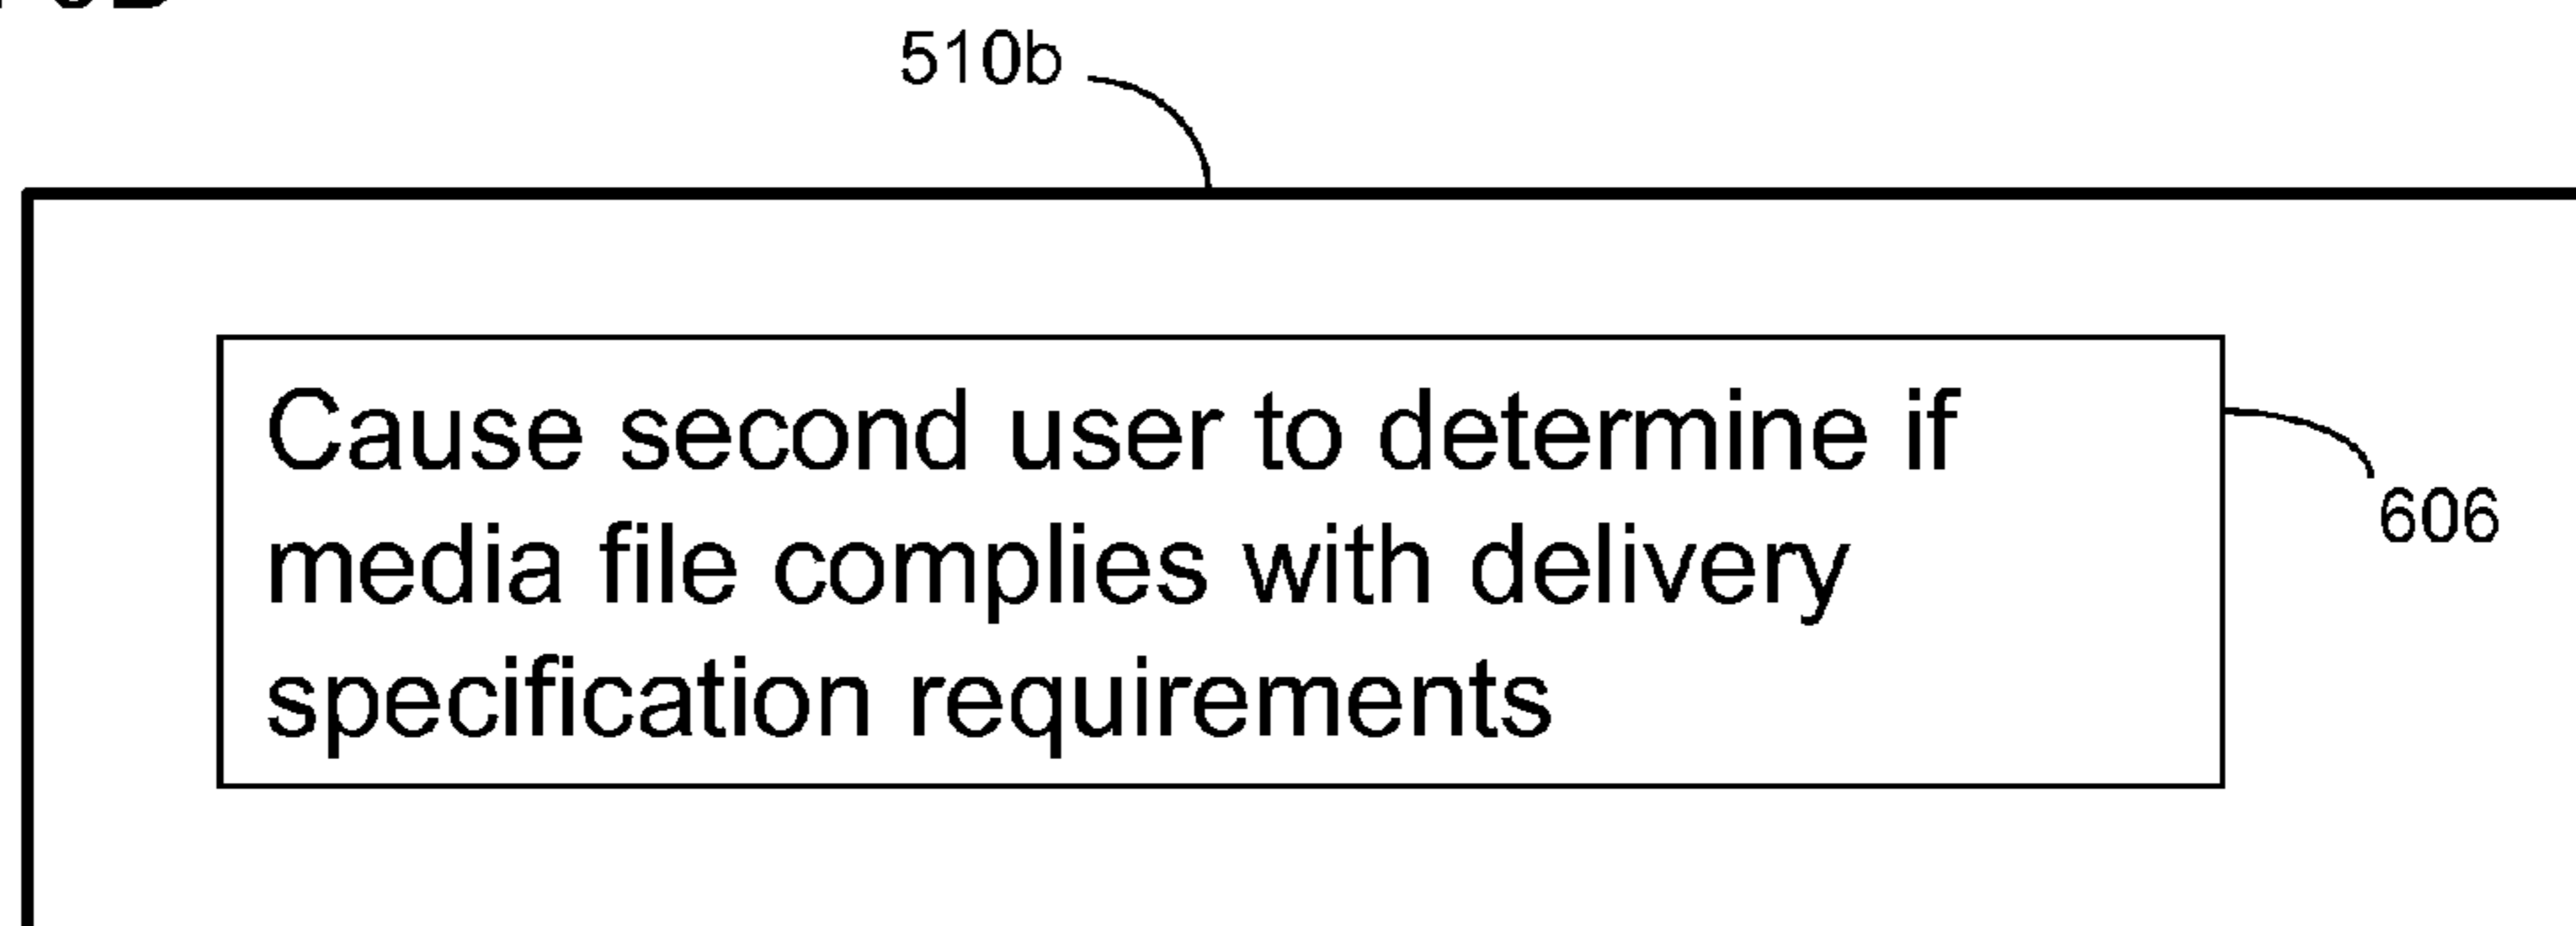 510b
Cause second user to determine if
media file complies with delivery
specification requirements
606